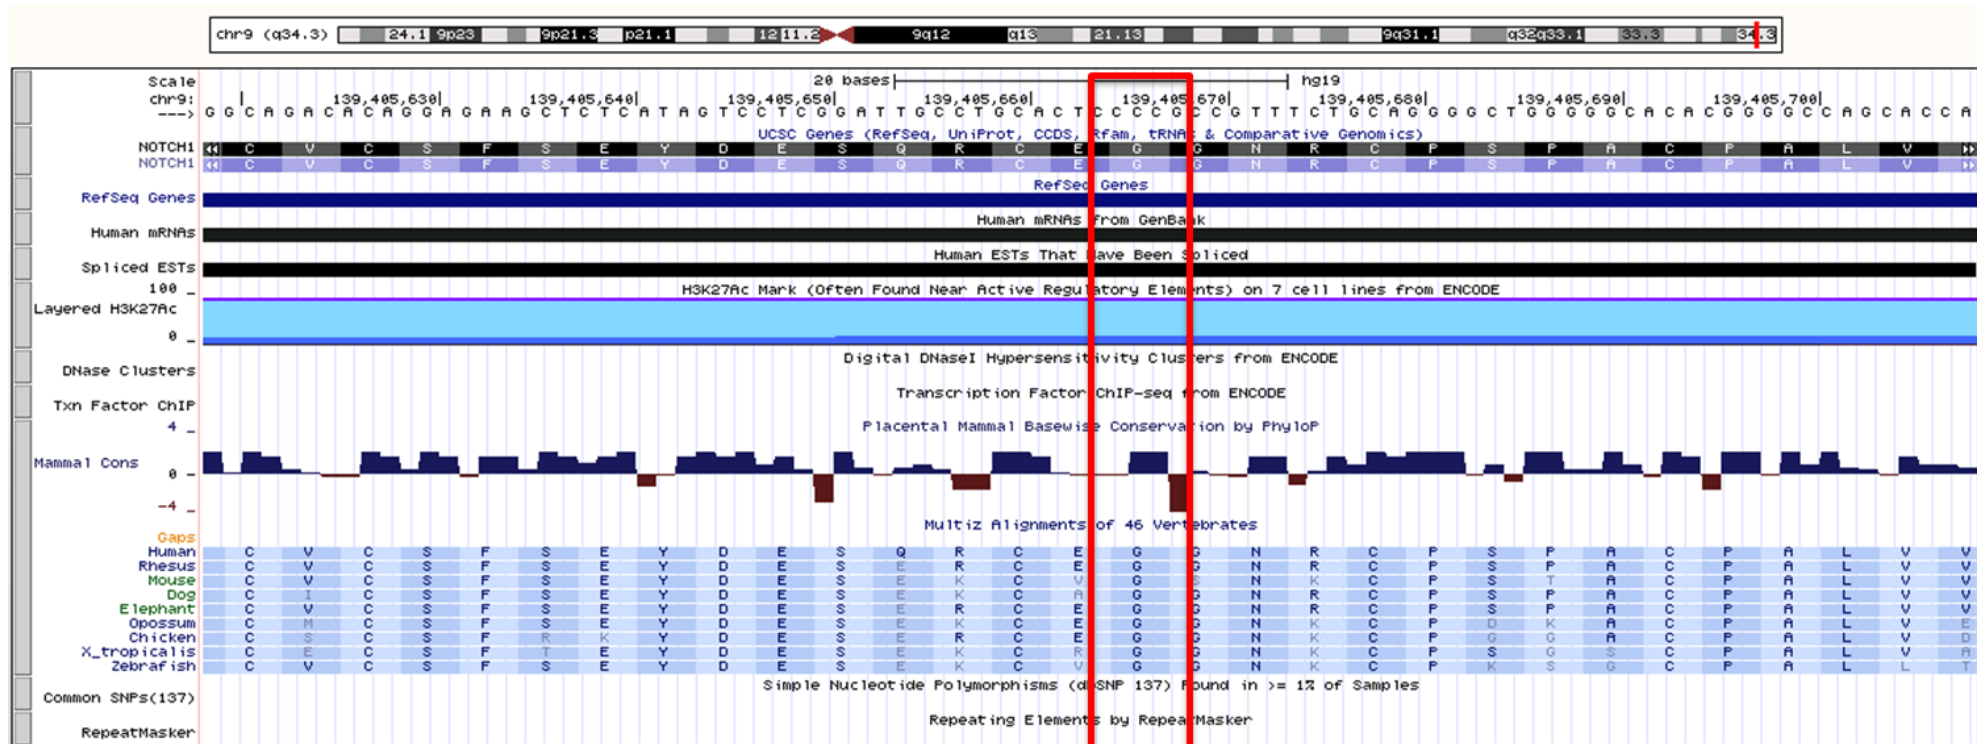 chr9 (q34.3) 24.1 9p23 9p21.3 p21.1 12 11.2 9q12 q13 21.13 9q31.1 q32 q33.1 33.3 34.3
Scale 20 bases hg19
chr9: 139,405,630 139,405,640 139,405,650 139,405,660 139,405,670 139,405,680 139,405,690 139,405,700
---> G G C A G A C A C A G G A G A A G C T C T C A T A G T C C T C G G A T T G C C T G C A C T C C C C G C C G T T T C T G C A G G G G C T G G G G G C A C A C G G G G C C A G C A C C A
UCSC Genes (RefSeq, UniProt, CCDS, Rfam, tRNAs & Comparative Genomics)
NOTCH1 C V C S F S E Y D E S Q R C E G G N R C P S P A C P A L V
NOTCH1 C V C S F S E Y D E S Q R C E G G N R C P S P A C P A L V
RefSeq Genes
RefSeq Genes
Human mRNAs from GenBank
Human mRNAs
Human ESTs That Have Been Spliced
Spliced ESTs
100 _
H3K27Ac Mark (Often Found Near Active Regulatory Elements) on 7 cell lines from ENCODE
Layered H3K27Ac
0 _
Digital DNaseI Hypersensitivity Clusters from ENCODE
DNase Clusters
Transcription Factor ChIP-seq from ENCODE
Txn Factor ChIP
4 _
Placental Mammal Basewise Conservation by PhyloP
Mammal Cons
0 _
-4 _
Multiz Alignments of 46 Vertebrates
Gaps
Human C V C S F S E Y D E S Q R C E G G N R C P S P A C P A L V V
Rhesus C V C S F S E Y D E S E R C E G G N R C P S P A C P A L V V
Mouse C V C S F S E Y D E S E K C V G S N K C P S T A C P A L V V
Dog C I C S F S E Y D E S E K C A G G N R C P S P A C P A L V V
Elephant C V C S F S E Y D E S E R C E G G N R C P S P A C P A L V V
Opossum C M C S F S E Y D E S E K C E G G N K C P D K A C P A L V E
Chicken C S C S F R K Y D E S E R C E G G N K C P G G A C P A L V D
X_tropicalis C E C S F T E Y D E S E K C R G G N K C P S G S C P A L V A
Zebrafish C V C S F S E Y D E S E K C V G G N K C P K S G C P A L L T
Simple Nucleotide Polymorphisms (dbSNP 137) Found in >= 1% of Samples
Common SNPs(137)
Repeating Elements by RepeatMasker
RepeatMasker